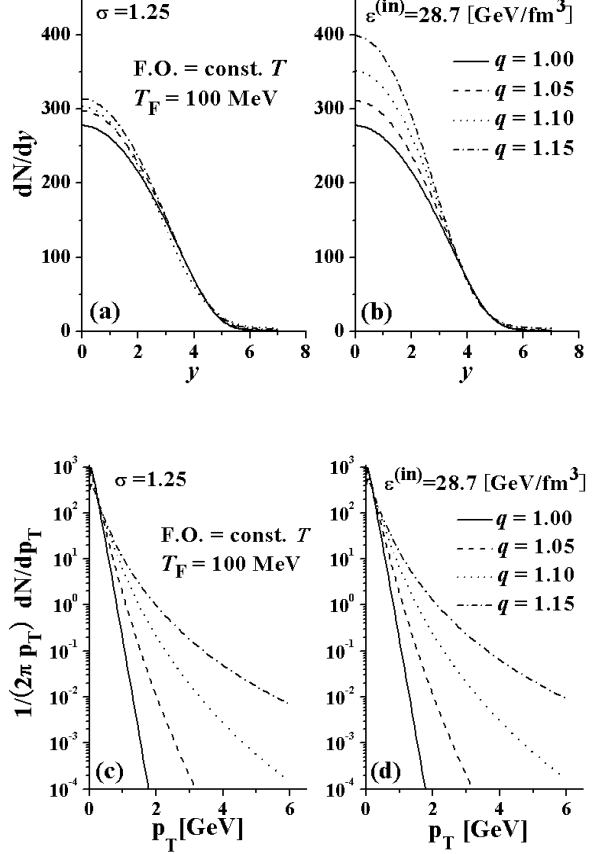 σ = 1.25
F.O. = const. T
T_F = 100 MeV
dN/dy
400
300
200
100
0
(a)
0 2 4 6 8
y
ε^(in)=28.7 [GeV/fm^3]
q = 1.00
q = 1.05
q = 1.10
q = 1.15
(b)
0 2 4 6 8
y
σ =1.25
F.O. = const. T
T_F = 100 MeV
1/(2π p_T) dN/dp_T
10^3
10^2
10^1
10^0
10^-1
10^-2
10^-3
10^-4
(c)
0 2 4 6
p_T [GeV]
ε^(in)=28.7 [GeV/fm^3]
q = 1.00
q = 1.05
q = 1.10
q = 1.15
10^3
10^2
10^1
10^0
10^-1
10^-2
10^-3
10^-4
(d)
0 2 4 6
p_T [GeV]